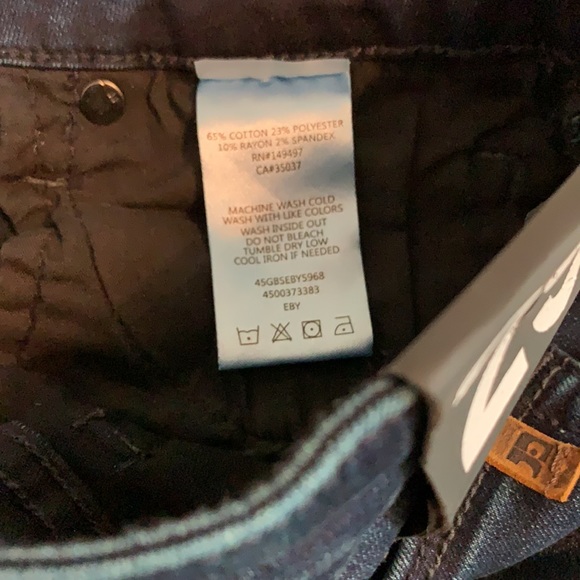 65% COTTON 23% POLYESTER
10% RAYON 2% SPANDEX
RN#149497
CA#35037
MACHINE WASH COLD
WASH WITH LIKE COLORS
WASH INSIDE OUT
DO NOT BLEACH
TUMBLE DRY LOW
COOL IRON IF NEEDED
45GBSEBY5968
4500373383
EBY